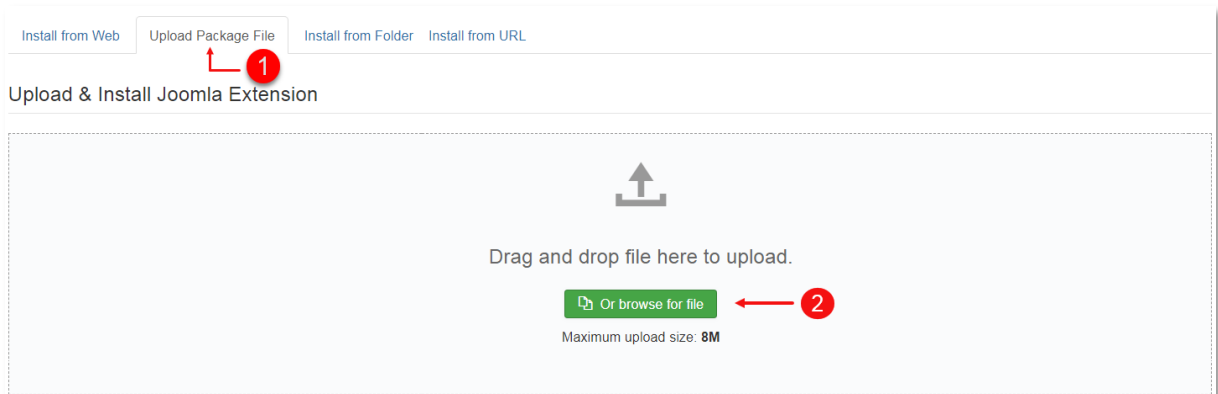 Install from Web Upload Package File Install from Folder Install from URL
1
Upload & Install Joomla Extension
Drag and drop file here to upload.
Or browse for file 2
Maximum upload size: 8M